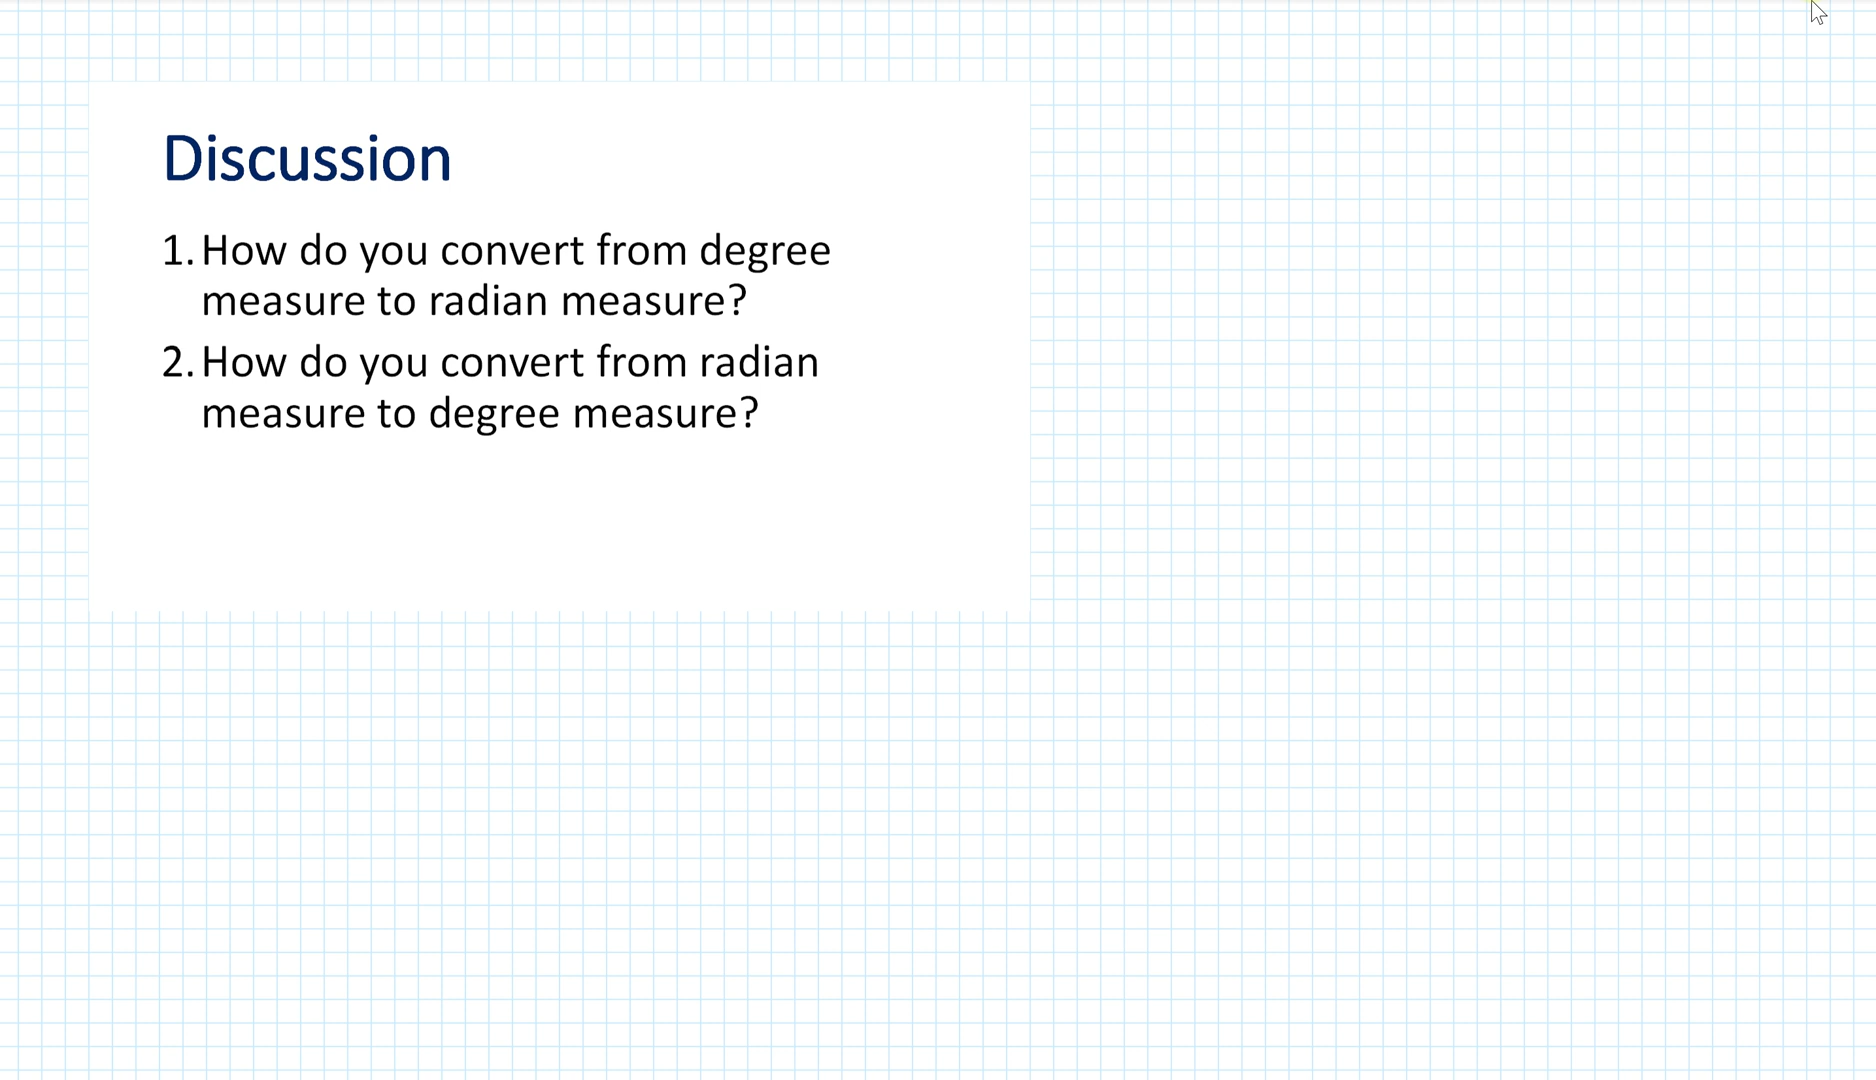 Discussion
1. How do you convert from degree
measure to radian measure?
2. How do you convert from radian
measure to degree measure?